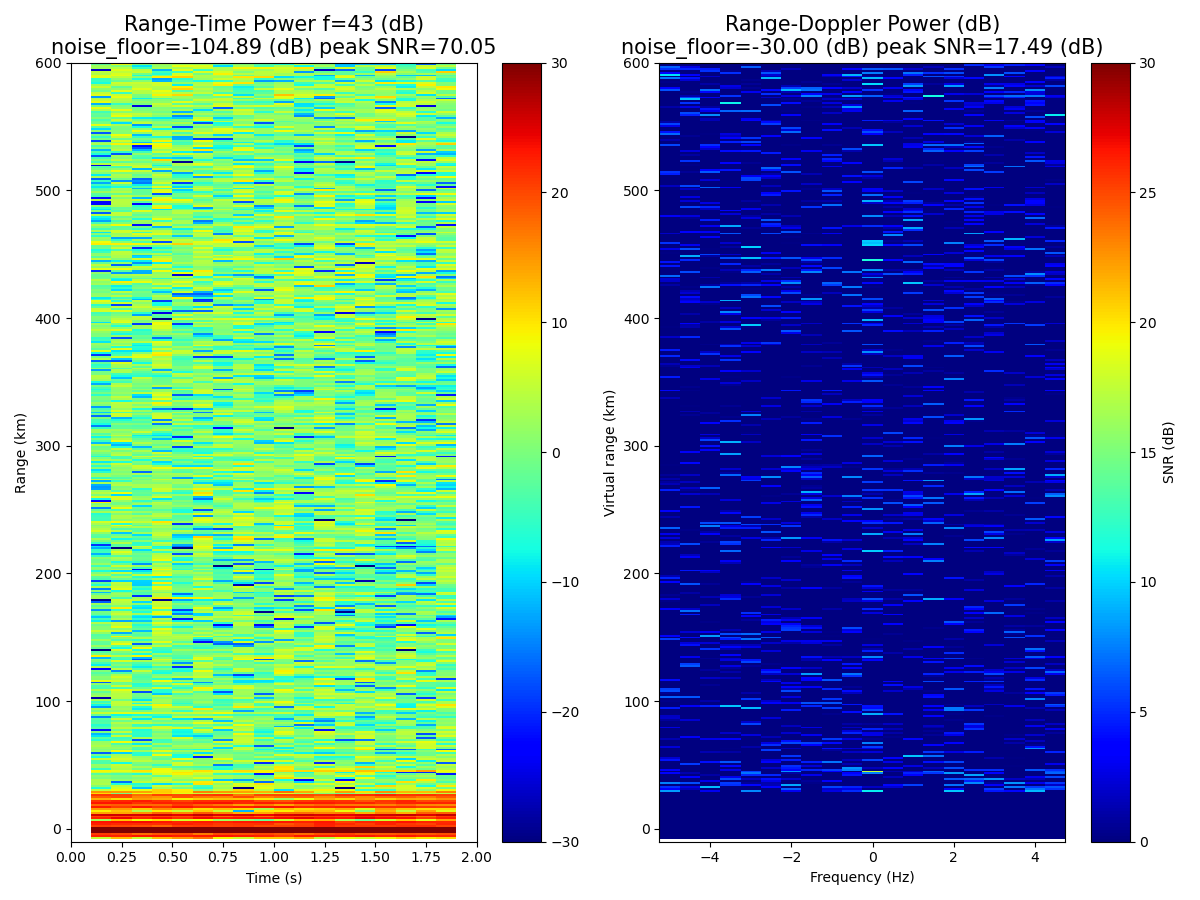 Range-Time Power f=43 (dB)
noise_floor=-104.89 (dB) peak SNR=70.05
Range (km)
600
500
400
300
200
100
0
0.00 0.25 0.50 0.75 1.00 1.25 1.50 1.75 2.00
Time (s)
30
20
10
0
−10
−20
−30
Range-Doppler Power (dB)
noise_floor=-30.00 (dB) peak SNR=17.49 (dB)
Virtual range (km)
600
500
400
300
200
100
0
−4 −2 0 2 4
Frequency (Hz)
30
25
20
15
10
5
0
SNR (dB)